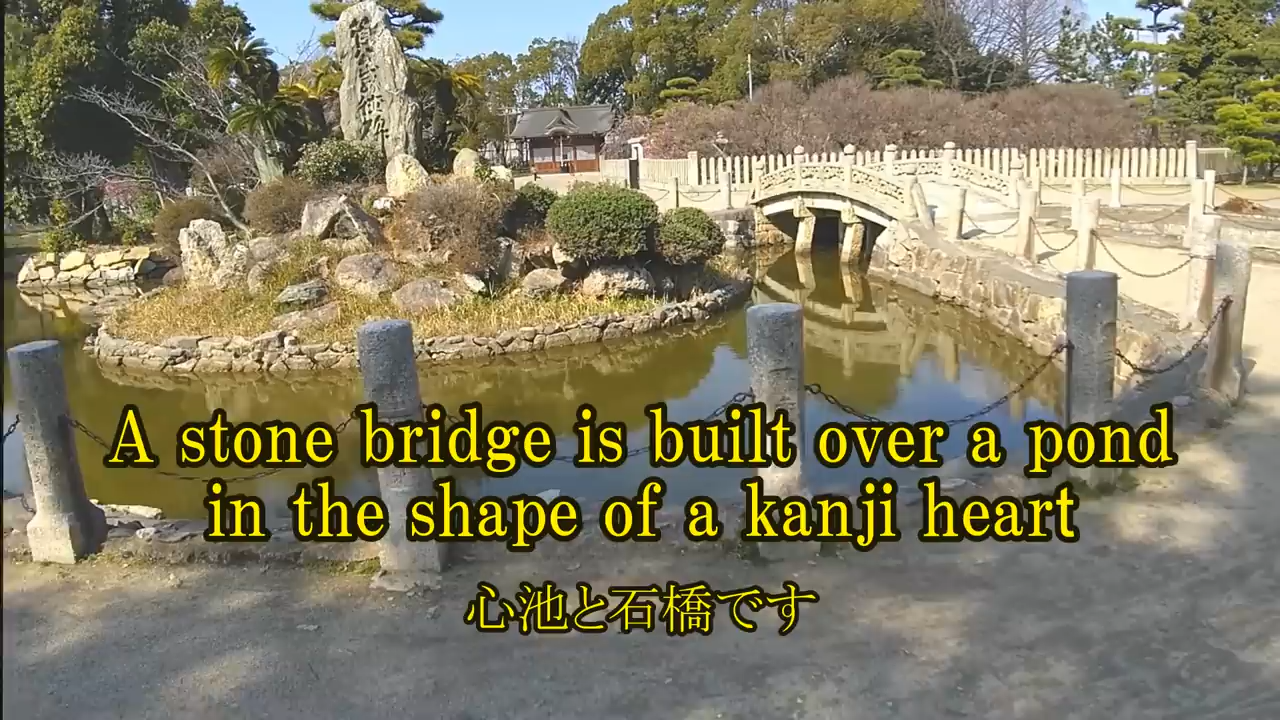 A stone bridge is built over a pond
in the shape of a kanji heart
心池と石橋です